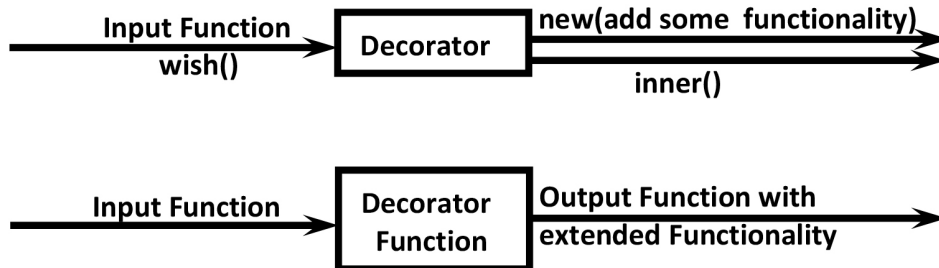 Input Function
wish()
Decorator
new(add some functionality)
inner()
Input Function
Decorator
Function
Output Function with
extended Functionality